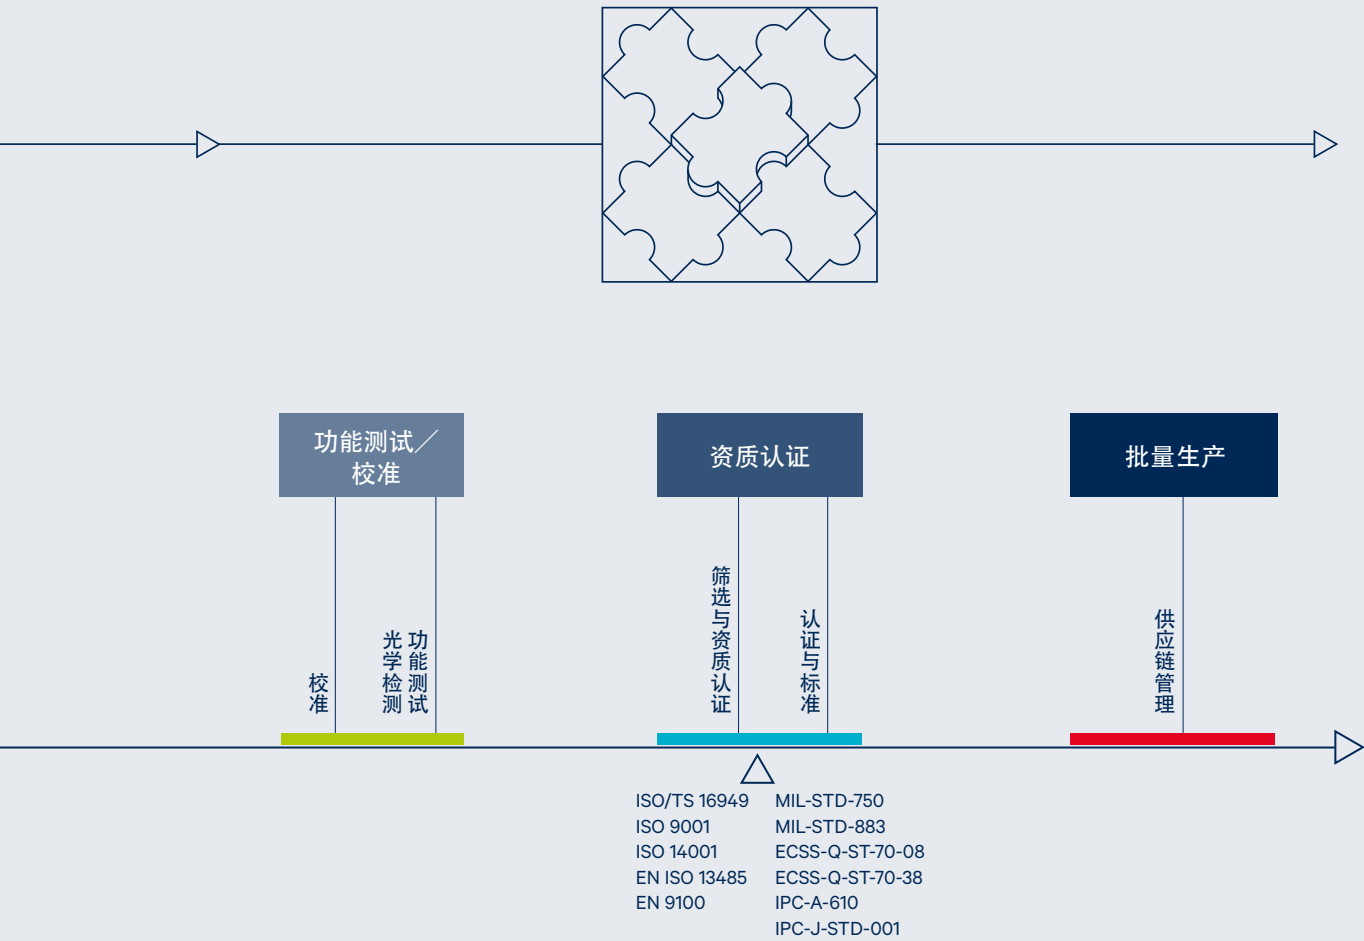 功能测试／
校准
资质认证
批量生产
校准
功能测试
光学检测
筛选与资质认证
认证与标准
供应链管理
ISO/TS 16949
ISO 9001
ISO 14001
EN ISO 13485
EN 9100
MIL-STD-750
MIL-STD-883
ECSS-Q-ST-70-08
ECSS-Q-ST-70-38
IPC-A-610
IPC-J-STD-001